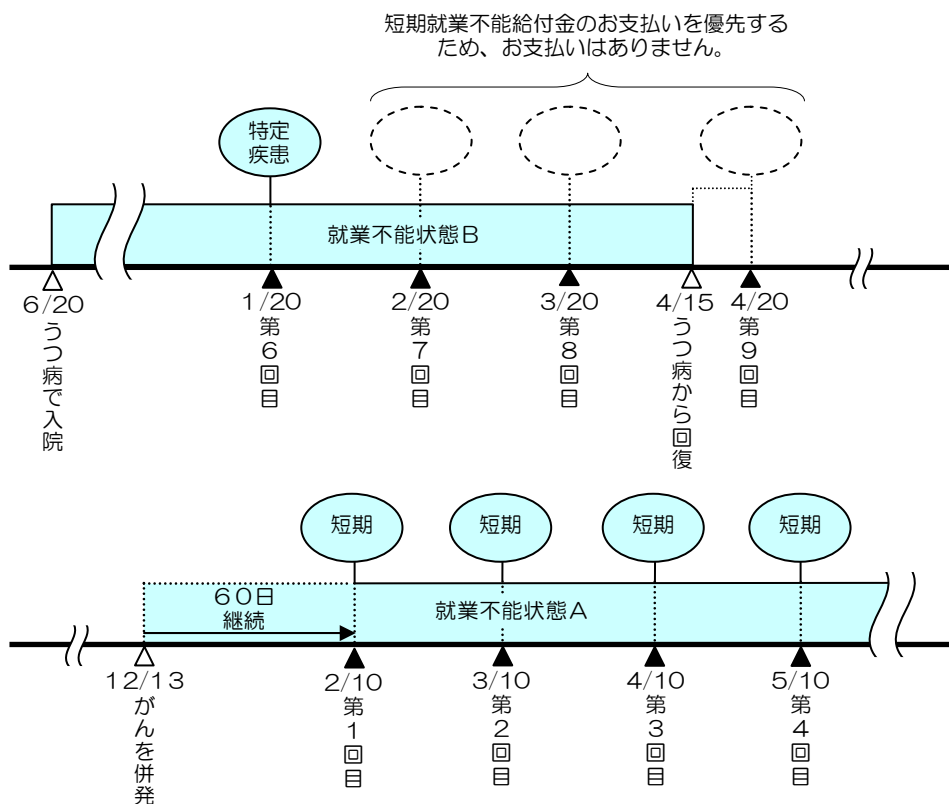 短期就業不能給付金のお支払いを優先する
ため、お支払いはありません。
特定
疾患
就業不能状態B
6/20
うつ病で入院
1/20
第6回目
2/20
第7回目
3/20
第8回目
4/15
うつ病から回復
4/20
第9回目
短期
短期
短期
短期
60日
継続
就業不能状態A
12/13
がんを併発
2/10
第1回目
3/10
第2回目
4/10
第3回目
5/10
第4回目